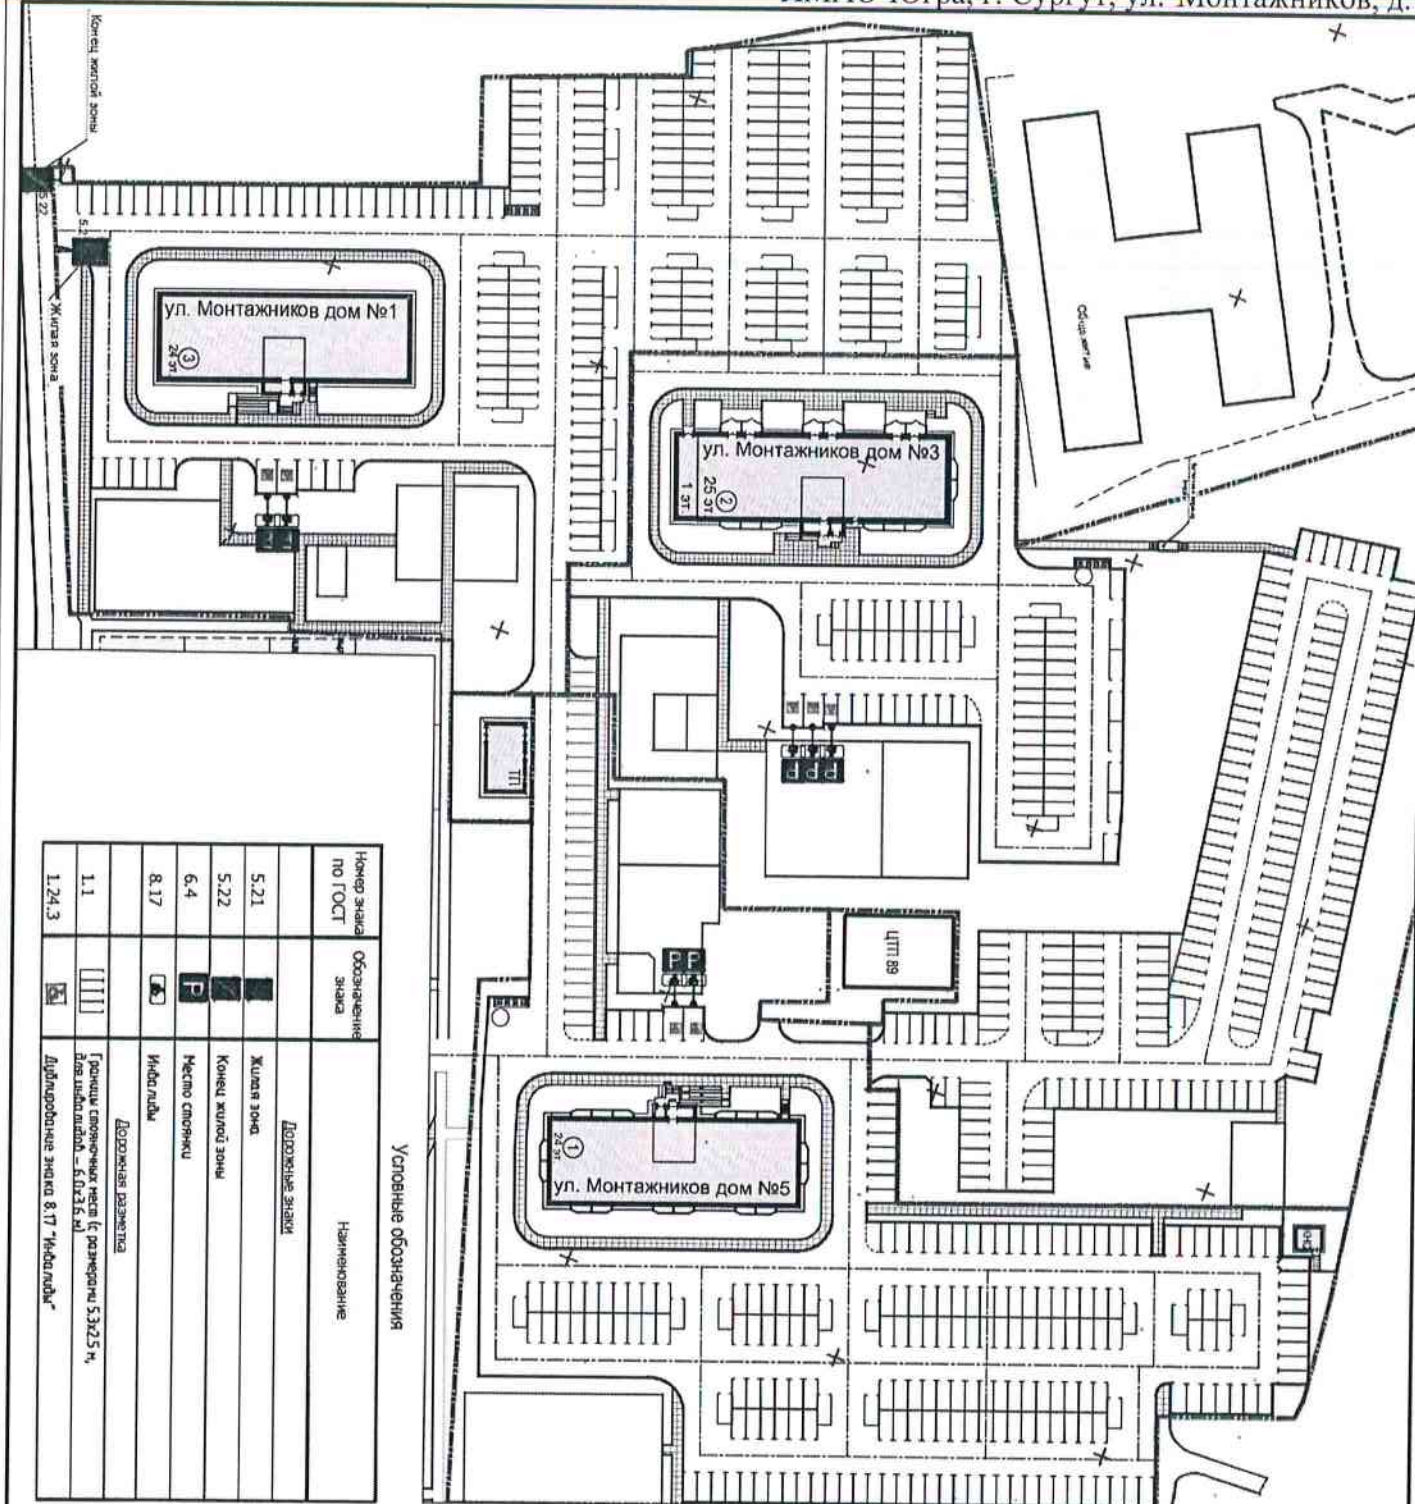 г. Сургут, ул. Монтажников, д.
Конец жилой зоны
5.22
Жилая зона
ул. Монтажников дом №1
3
24 эт.
ул. Монтажников дом №3
2
25 эт.
1 эт.
Общежитие
ТП
ЦТП 89
P P P
P P
1
24 эт.
ул. Монтажников дом №5
Условные обозначения
Номер знака по ГОСТ
Обозначение знака
Наименование
Дорожные знаки
5.21 Жилая зона
5.22 Конец жилой зоны
6.4 P Место стоянки
8.17 Инвалиды
Дорожная разметка
1.1 Границы стояночных мест (с размерами 5.3х2.5 м,
для инвалидов – 6.0х3.6 м)
1.24.3 Дублирование знака 8.17 "Инвалиды"